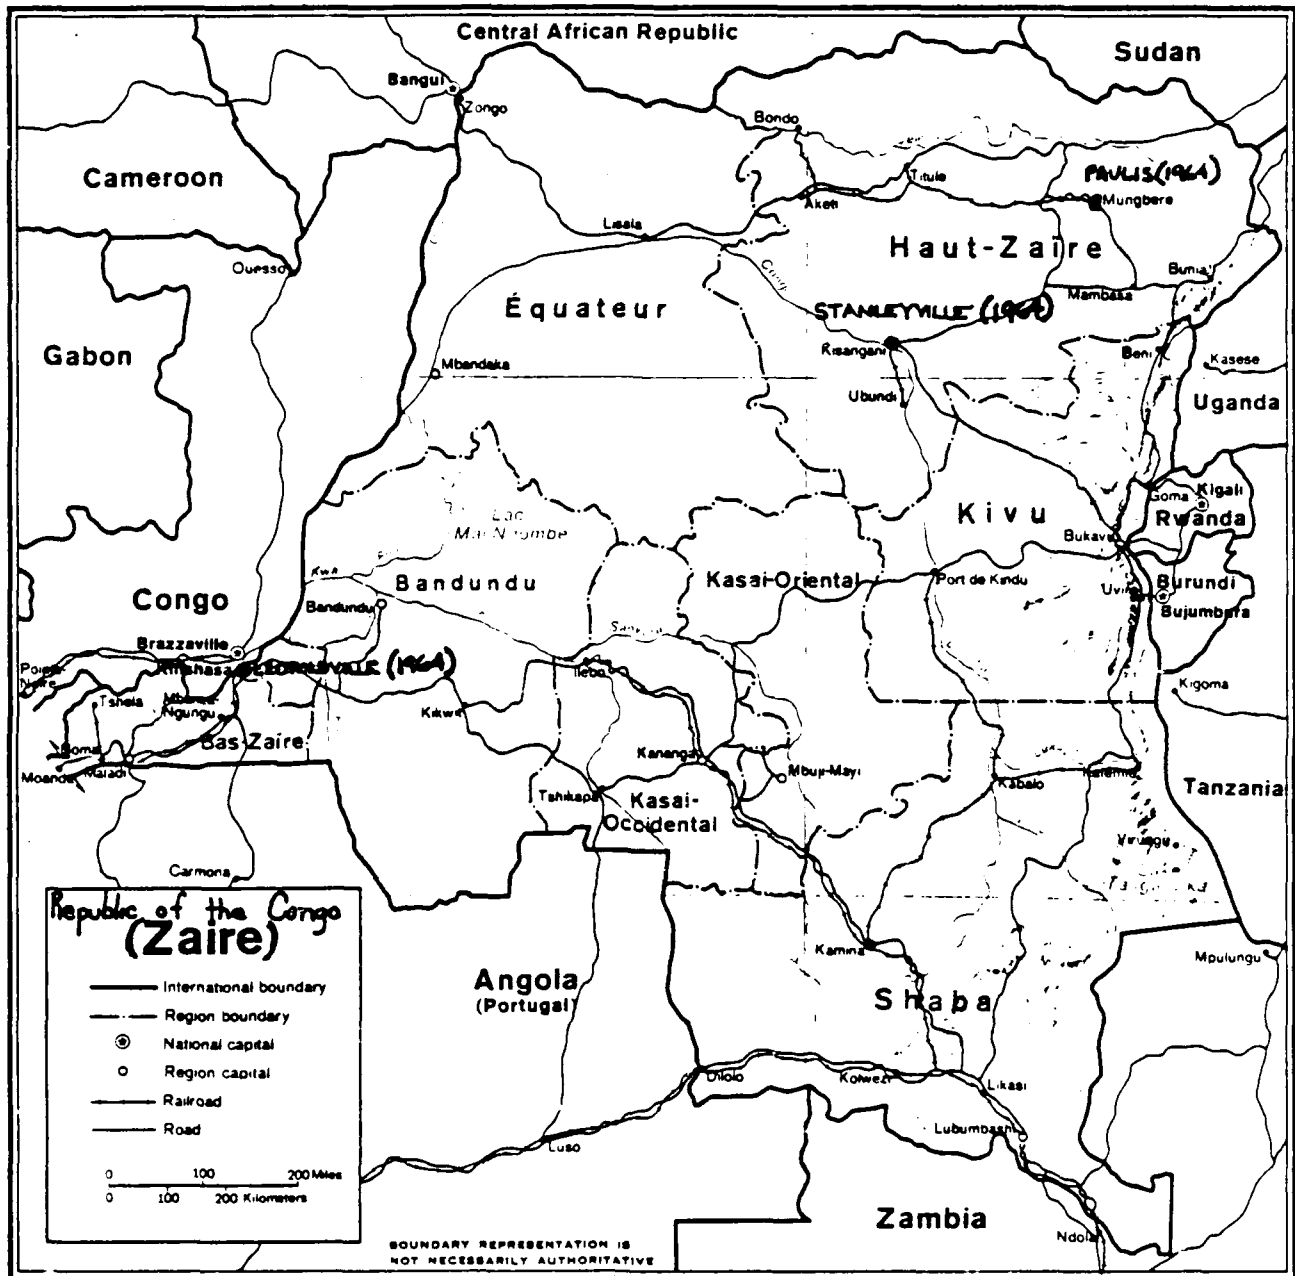 Central African Republic
Sudan
Bangui
Zongo
Bondo
Cameroon
Titule
PAULIS (1964)
Aketi
Mungbere
Lisala
Haut-Zaïre
Ouesso
Congo
Bunia
Mambasa
Équateur
STANLEYVILLE (1964)
Gabon
Kisangani
Beni
Kasese
Mbandaka
Ubundi
Uganda
Goma
Kigali
Kivu
Rwanda
Lac
Bukavu
Kwa
Bandundu
Kasai-Oriental
Port de Kindu
Burundi
Congo
Bandundu
Uvira
Bujumbura
Brazzaville
Kinshasa
LEOPOLDVILLE (1964)
Ilebo
Pointe-
Noire
Tshela
Mbanza-
Ngungu
Kikwit
Kigoma
Bas-Zaïre
Boma
Kananga
Moanda
Matadi
Mbuji-Mayi
Kabalo
Kalemie
Tshikapa
Kasai-
Occidental
Tanzania
Virungu
Carmona
Republic of the Congo
(Zaire)
Kamina
Mpulungu
Angola
(Portugal)
Shaba
International boundary
Region boundary
National capital
Region capital
Railroad
Road
Dilolo
Kolwezi
Likasi
Lubumbashi
Luso
0 100 200 Miles
0 100 200 Kilometers
Zambia
Ndola
BOUNDARY REPRESENTATION IS
NOT NECESSARILY AUTHORITATIVE